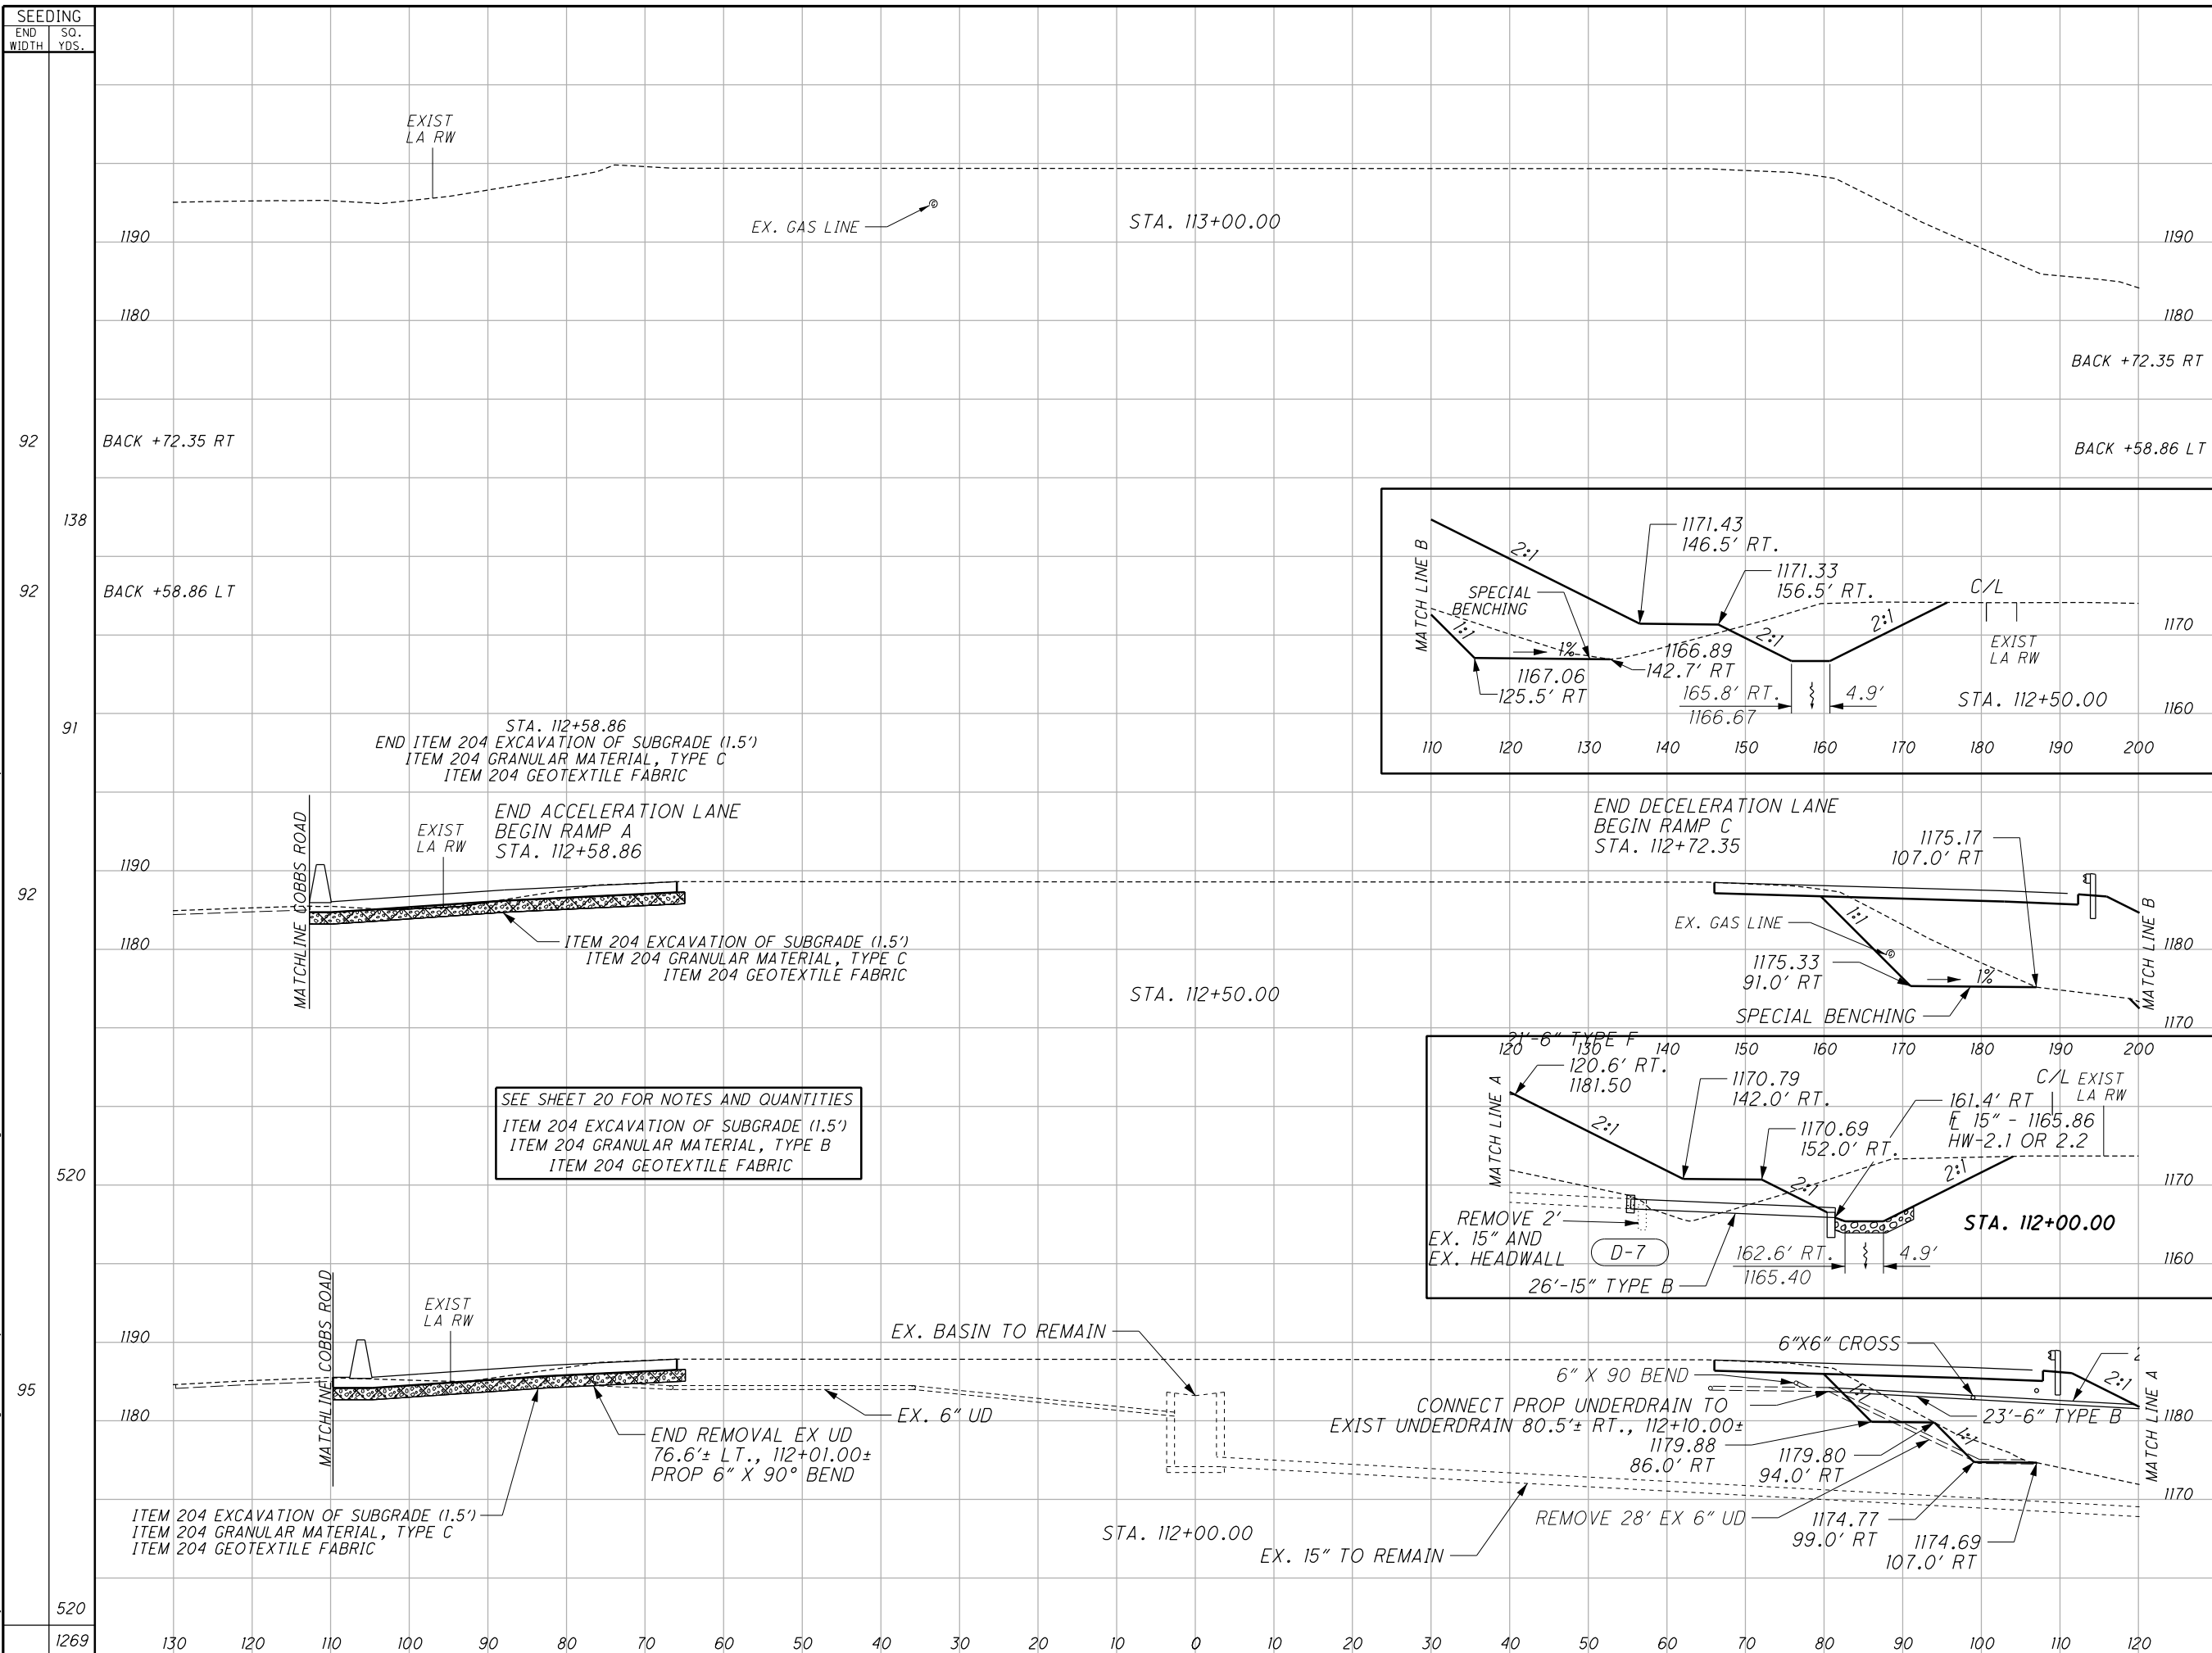 SEEDING
END WIDTH
SQ. YDS.
EXIST
LA RW
EX. GAS LINE
STA. 113+00.00
1190
1190
1180
1180
BACK +72.35 RT
92
BACK +72.35 RT
BACK +58.86 LT
138
92
BACK +58.86 LT
MATCH LINE B
2:1
1171.43
146.5' RT.
1171.33
156.5' RT.
SPECIAL
BENCHING
1:1
1%
1166.89
142.7' RT
1167.06
125.5' RT
2:1
2:1
C/L
EXIST
LA RW
165.8' RT.
1166.67
4.9'
STA. 112+50.00
1170
1160
110 120 130 140 150 160 170 180 190 200
91
STA. 112+58.86
END ITEM 204 EXCAVATION OF SUBGRADE (1.5')
ITEM 204 GRANULAR MATERIAL, TYPE C
ITEM 204 GEOTEXTILE FABRIC
MATCHLINE COBBS ROAD
EXIST
LA RW
END ACCELERATION LANE
BEGIN RAMP A
STA. 112+58.86
END DECELERATION LANE
BEGIN RAMP C
STA. 112+72.35
1175.17
107.0' RT
1190
92
1180
ITEM 204 EXCAVATION OF SUBGRADE (1.5')
ITEM 204 GRANULAR MATERIAL, TYPE C
ITEM 204 GEOTEXTILE FABRIC
STA. 112+50.00
EX. GAS LINE
1:1
1175.33
91.0' RT
1%
SPECIAL BENCHING
MATCH LINE B
1180
1170
21'-6" TYPE F
120 130 140 150 160 170 180 190 200
120.6' RT.
1181.50
MATCH LINE A
2:1
1170.79
142.0' RT.
1170.69
152.0' RT.
161.4' RT
15" - 1165.86
HW-2.1 OR 2.2
C/L
EXIST
LA RW
2:1
2:1
REMOVE 2'
EX. 15" AND
EX. HEADWALL
D-7
26'-15" TYPE B
162.6' RT.
1165.40
4.9'
STA. 112+00.00
1170
1160
SEE SHEET 20 FOR NOTES AND QUANTITIES
ITEM 204 EXCAVATION OF SUBGRADE (1.5')
ITEM 204 GRANULAR MATERIAL, TYPE B
ITEM 204 GEOTEXTILE FABRIC
520
MATCHLINE COBBS ROAD
EXIST
LA RW
1190
95
1180
EX. BASIN TO REMAIN
EX. 6" UD
END REMOVAL EX UD
76.6'± LT., 112+01.00±
PROP 6" X 90° BEND
ITEM 204 EXCAVATION OF SUBGRADE (1.5')
ITEM 204 GRANULAR MATERIAL, TYPE C
ITEM 204 GEOTEXTILE FABRIC
STA. 112+00.00
EX. 15" TO REMAIN
6"X6" CROSS
6" X 90 BEND
CONNECT PROP UNDERDRAIN TO
EXIST UNDERDRAIN 80.5'± RT., 112+10.00±
1179.88
86.0' RT
1:1
1179.80
94.0' RT
23'-6" TYPE B
2:1
1:1
REMOVE 28' EX 6" UD
1174.77
99.0' RT
1174.69
107.0' RT
MATCH LINE A
1190
1180
1170
520
1269
130 120 110 100 90 80 70 60 50 40 30 20 10 0 10 20 30 40 50 60 70 80 90 100 110 120